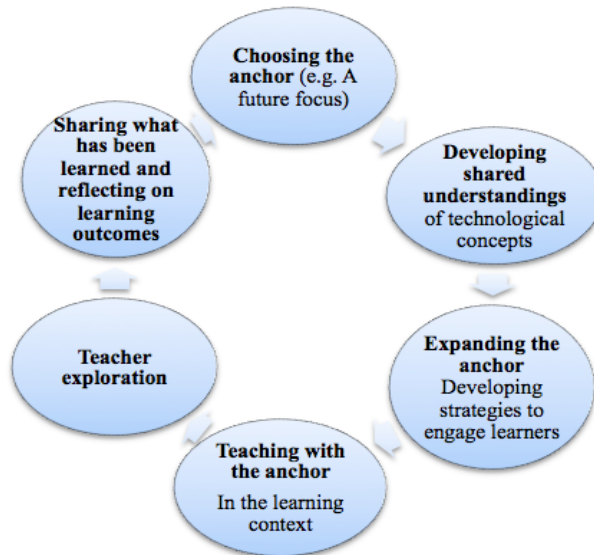 Choosing the
anchor (e.g. A
future focus)
Developing
shared
understandings
of technological
concepts
Expanding the
anchor
Developing
strategies to
engage learners
Teaching with
the anchor
In the learning
context
Teacher
exploration
Sharing what
has been
learned and
reflecting on
learning
outcomes